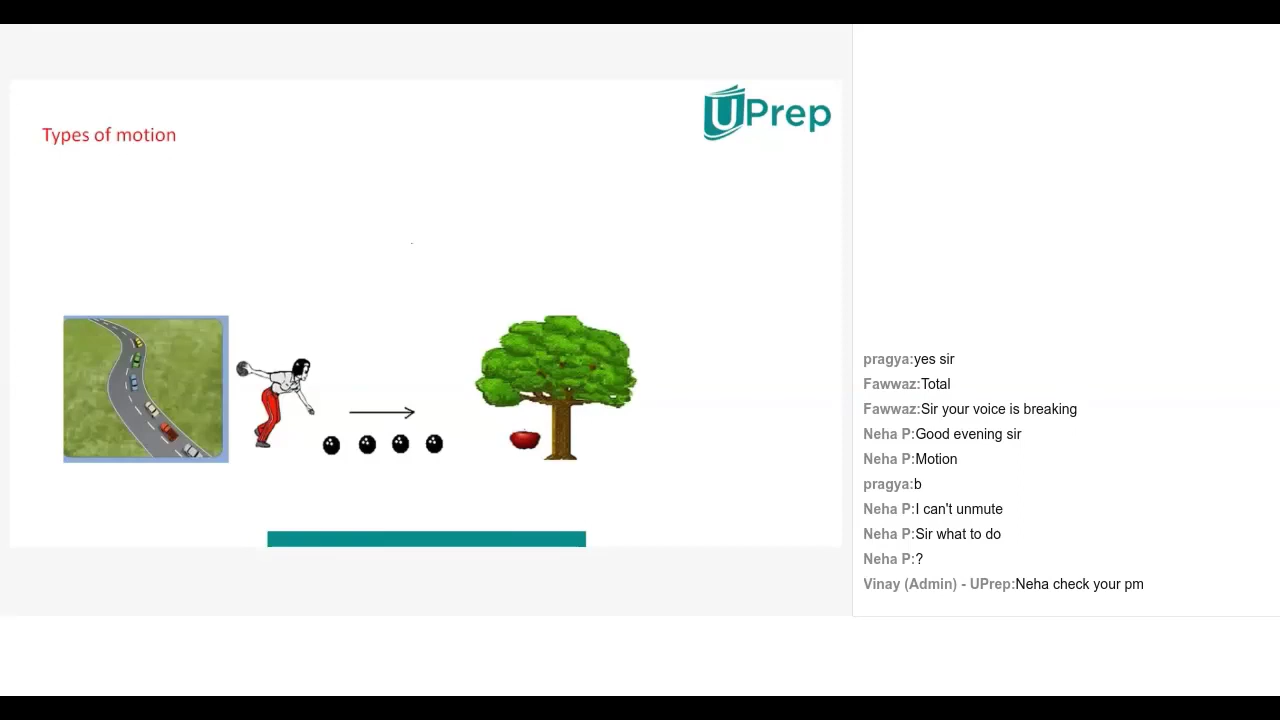 UPrep
Types of motion
pragya:yes sir
Fawwaz:Total
Fawwaz:Sir your voice is breaking
Neha P:Good evening sir
Neha P:Motion
pragya:b
Neha P:I can't unmute
Neha P:Sir what to do
Neha P:?
Vinay (Admin) - UPrep:Neha check your pm